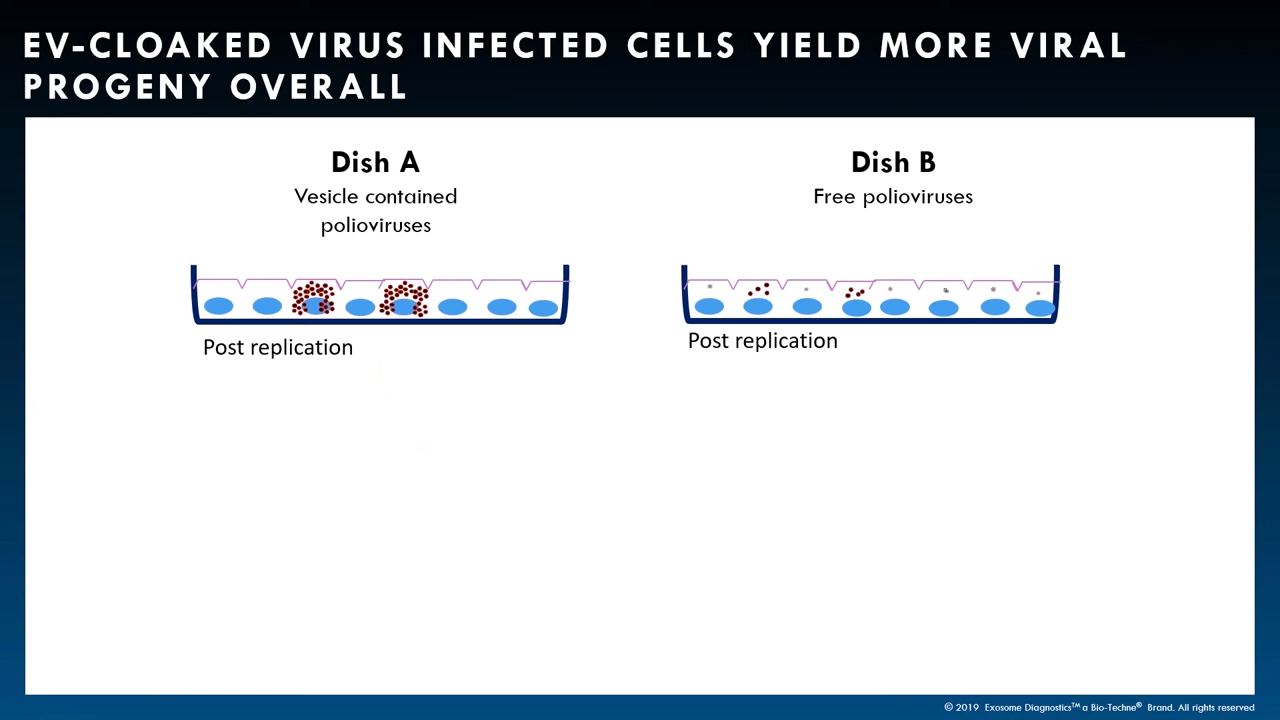 EV-CLOAKED VIRUS INFECTED CELLS YIELD MORE VIRAL
PROGENY OVERALL
Dish A
Vesicle contained
polioviruses
Dish B
Free polioviruses
Post replication
Post replication
© 2019 Exosome Diagnostics™ a Bio-Techne® Brand. All rights reserved